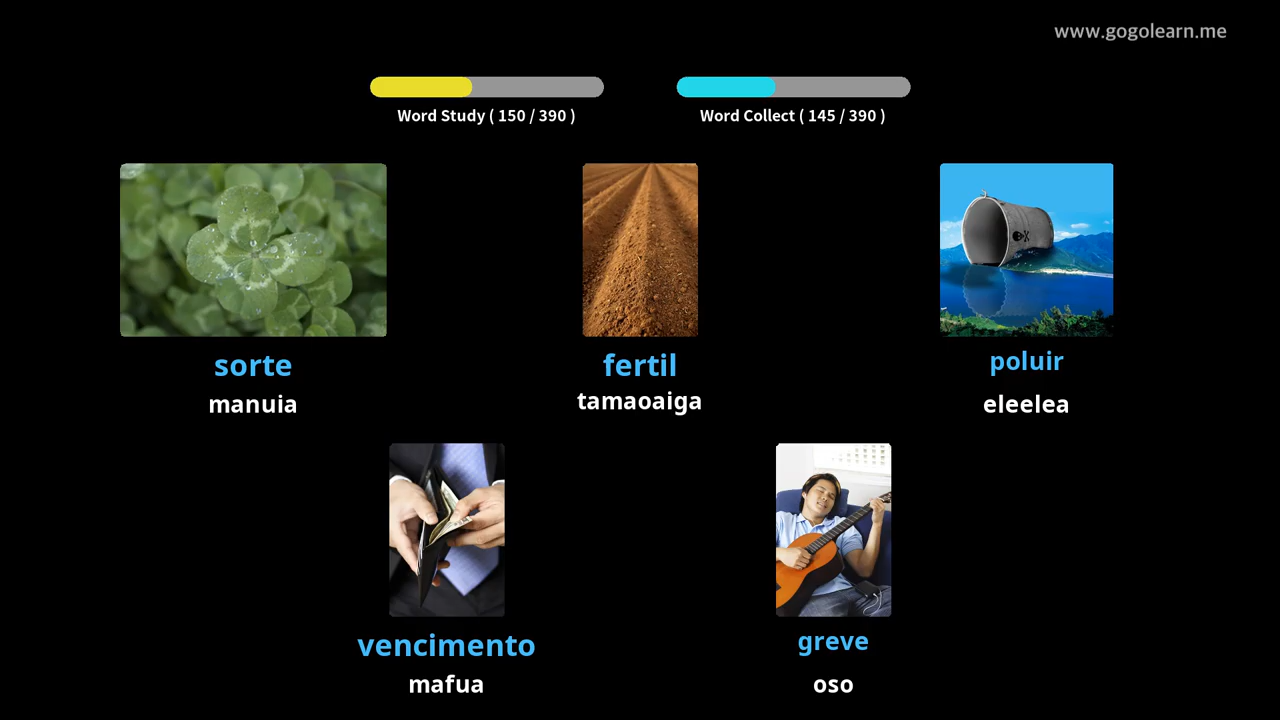 www.gogolearn.me
Word Study ( 150 / 390 )
Word Collect ( 145 / 390 )
sorte
manuia
fertil
tamaoaiga
poluir
eleelea
vencimento
mafua
greve
oso